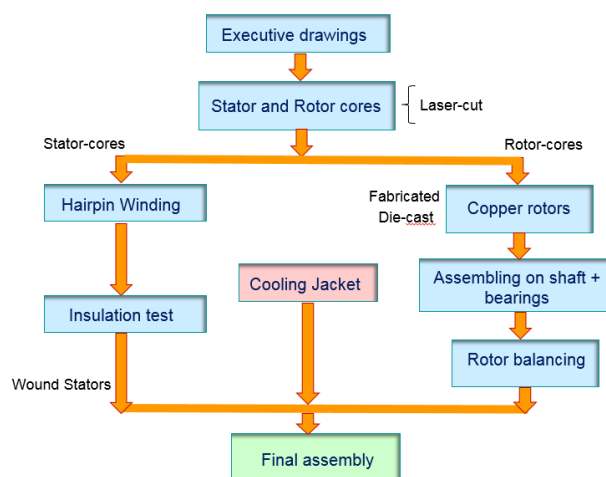 Executive drawings
Stator and Rotor cores
Laser-cut
Stator-cores
Rotor-cores
Hairpin Winding
Fabricated
Die-cast
Copper rotors
Cooling Jacket
Assembling on shaft +
bearings
Insulation test
Rotor balancing
Wound Stators
Final assembly